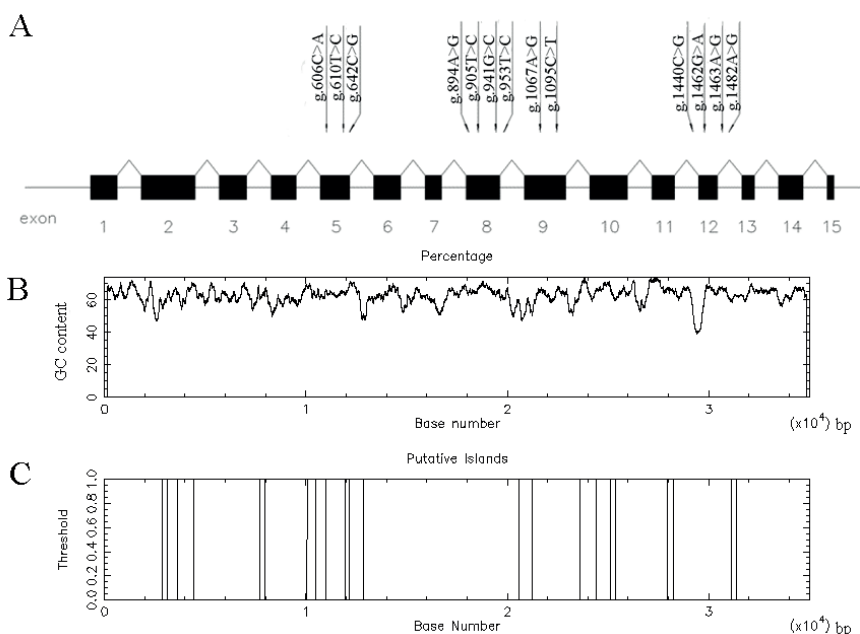 A
g.606C>A
g.610T>C
g.642C>G
g.894A>G
g.905T>C
g.941G>C
g.953T>C
g.1067A>G
g.1095C>T
g.1440C>G
g.1462G>A
g.1463A>G
g.1482A>G
exon 1 2 3 4 5 6 7 8 9 10 11 12 13 14 15
Percentage
B
GC content
60
40
20
0
0 1 2 3 (x10⁴) bp
Base number
Putative Islands
C
Threshold
1.0
0.8
0.6
0.4
0.2
0.0
0 1 2 3 (x10⁴) bp
Base Number